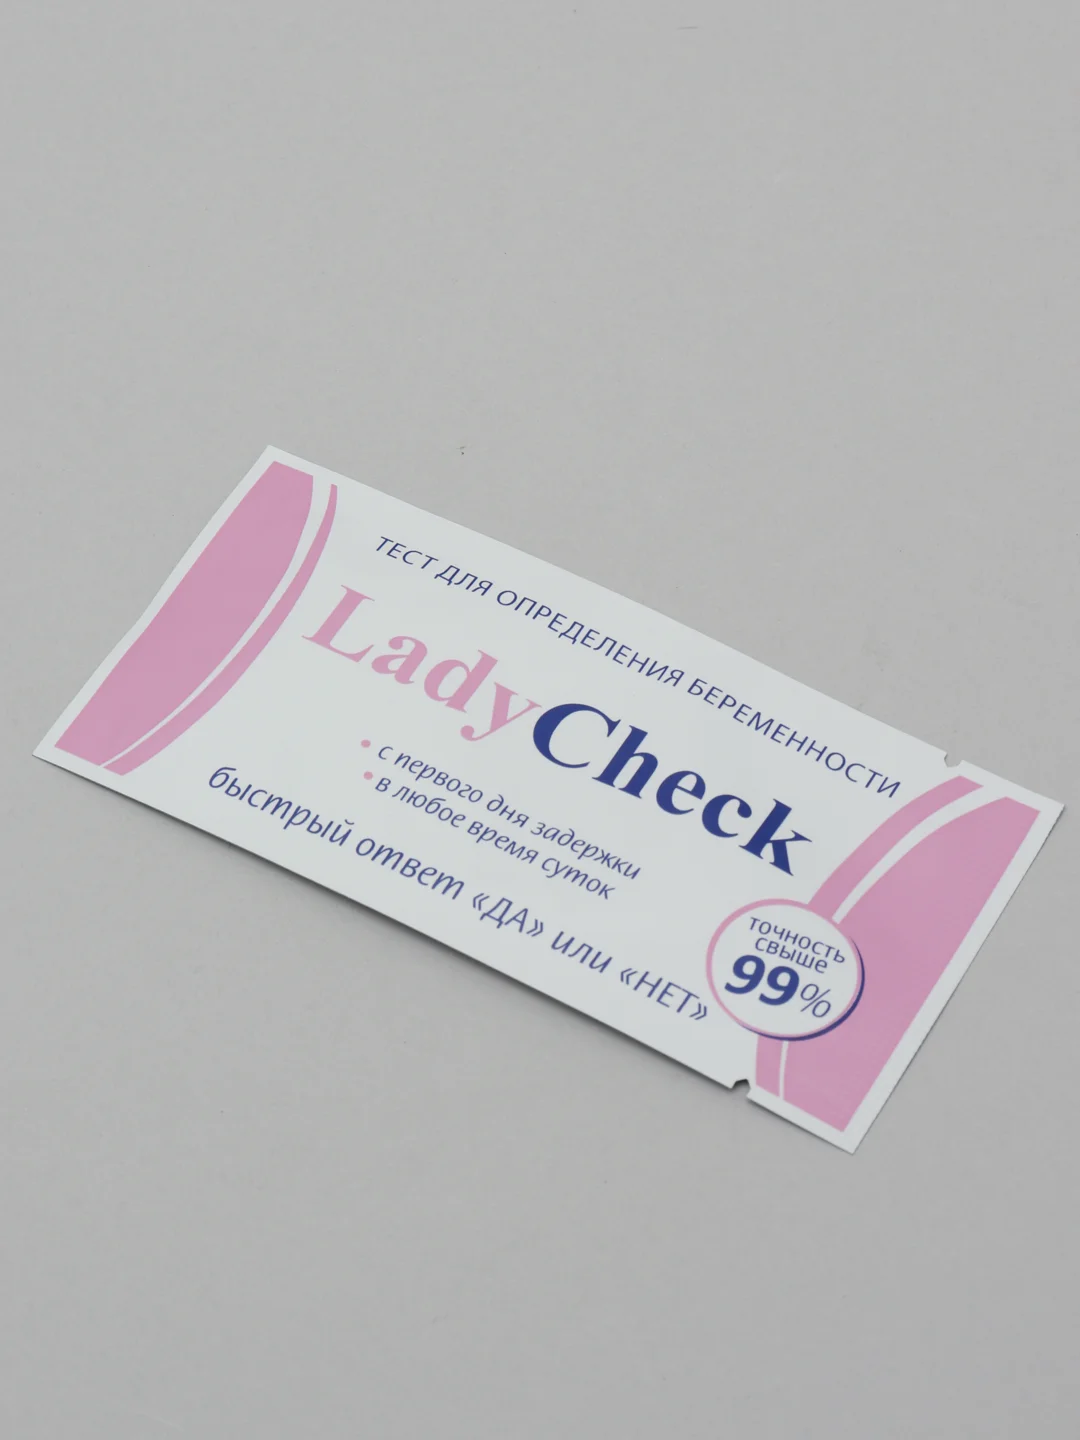 ТЕСТ ДЛЯ ОПРЕДЕЛЕНИЯ БЕРЕМЕННОСТИ
LadyCheck
• с первого дня задержки
• в любое время суток
быстрый ответ «ДА» или «НЕТ»
точность
свыше
99%